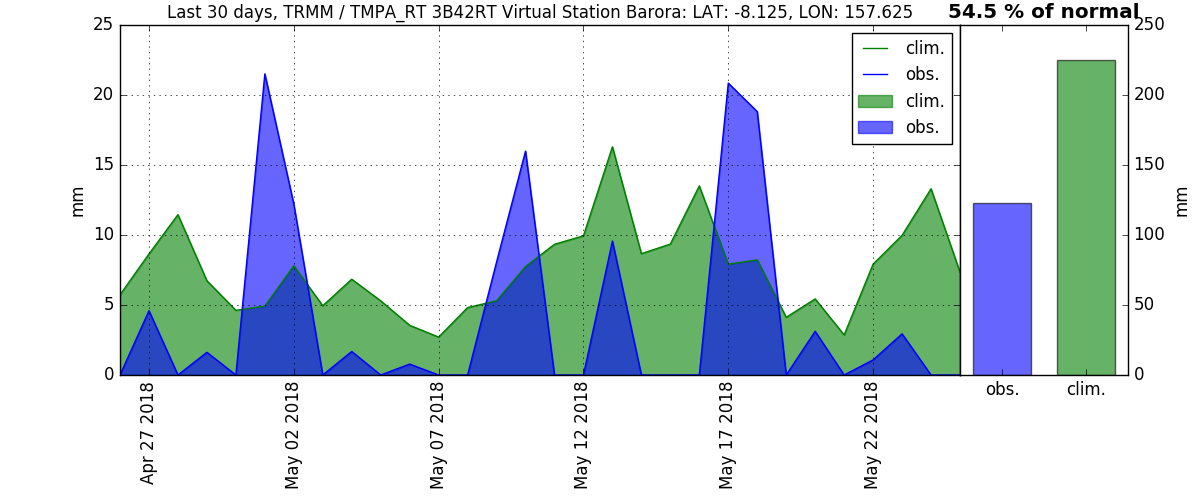 Last 30 days, TRMM / TMPA_RT 3B42RT Virtual Station Barora: LAT: -8.125, LON: 157.625
54.5 % of normal
25
20
15
10
5
0
mm
clim.
obs.
clim.
obs.
Apr 27 2018
May 02 2018
May 07 2018
May 12 2018
May 17 2018
May 22 2018
250
200
150
100
50
0
mm
obs.
clim.